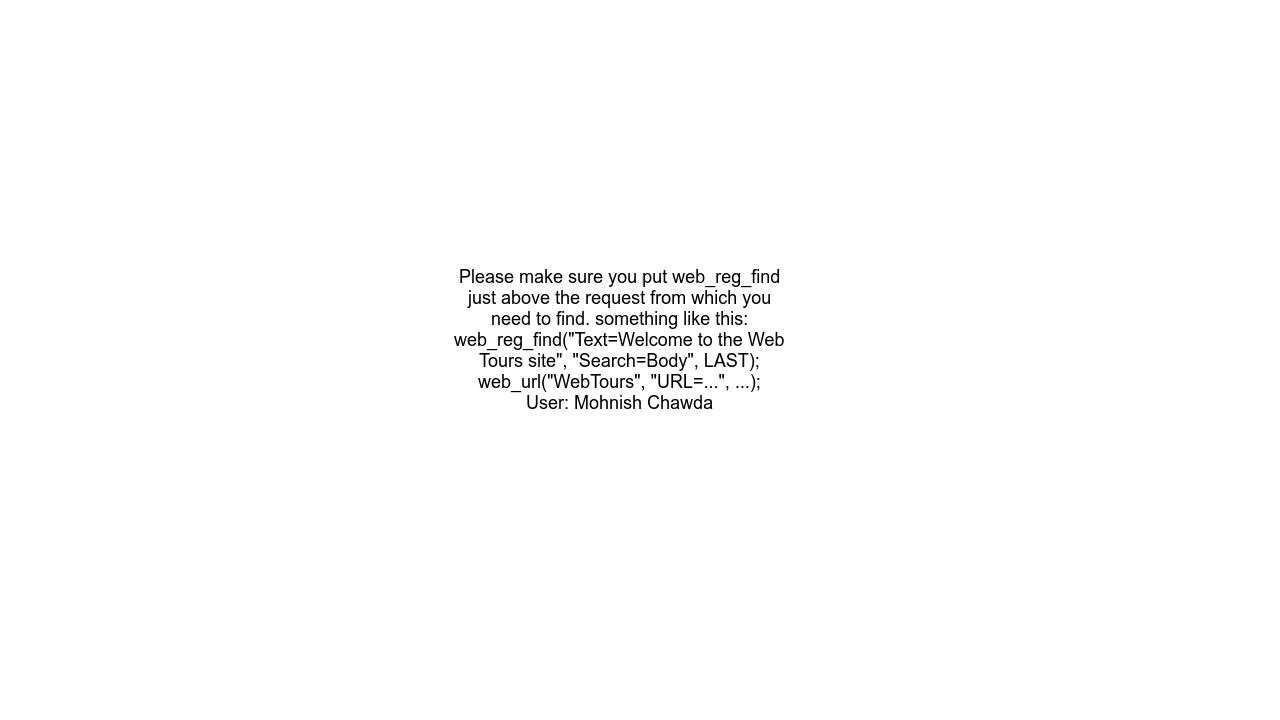 Please make sure you put web_reg_find
just above the request from which you
need to find. something like this:
web_reg_find("Text=Welcome to the Web
Tours site", "Search=Body", LAST);
web_url("WebTours", "URL=...", ...);
User: Mohnish Chawda